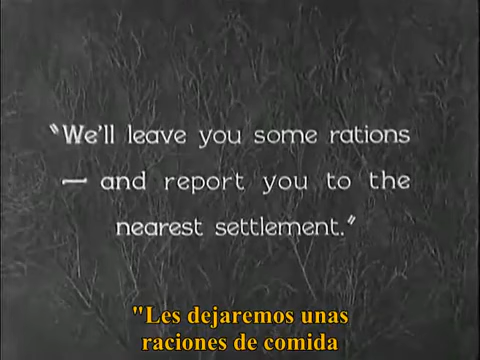 "We'll leave you some rations
— and report you to the
nearest settlement."
"Les dejaremos unas
raciones de comida